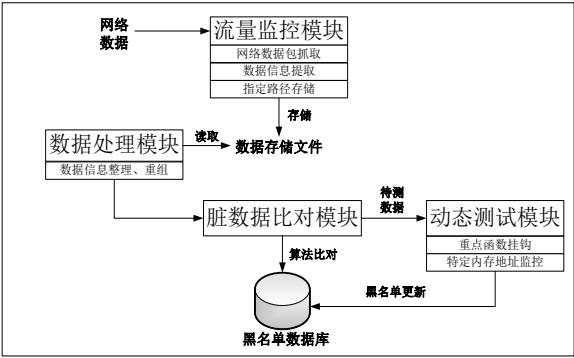 网络
数据
流量监控模块
网络数据包抓取
数据信息提取
指定路径存储
存储
数据处理模块
数据信息整理、重组
读取
数据存储文件
脏数据比对模块
待测
数据
动态测试模块
重点函数挂钩
特定内存地址监控
算法比对
黑名单更新
黑名单数据库